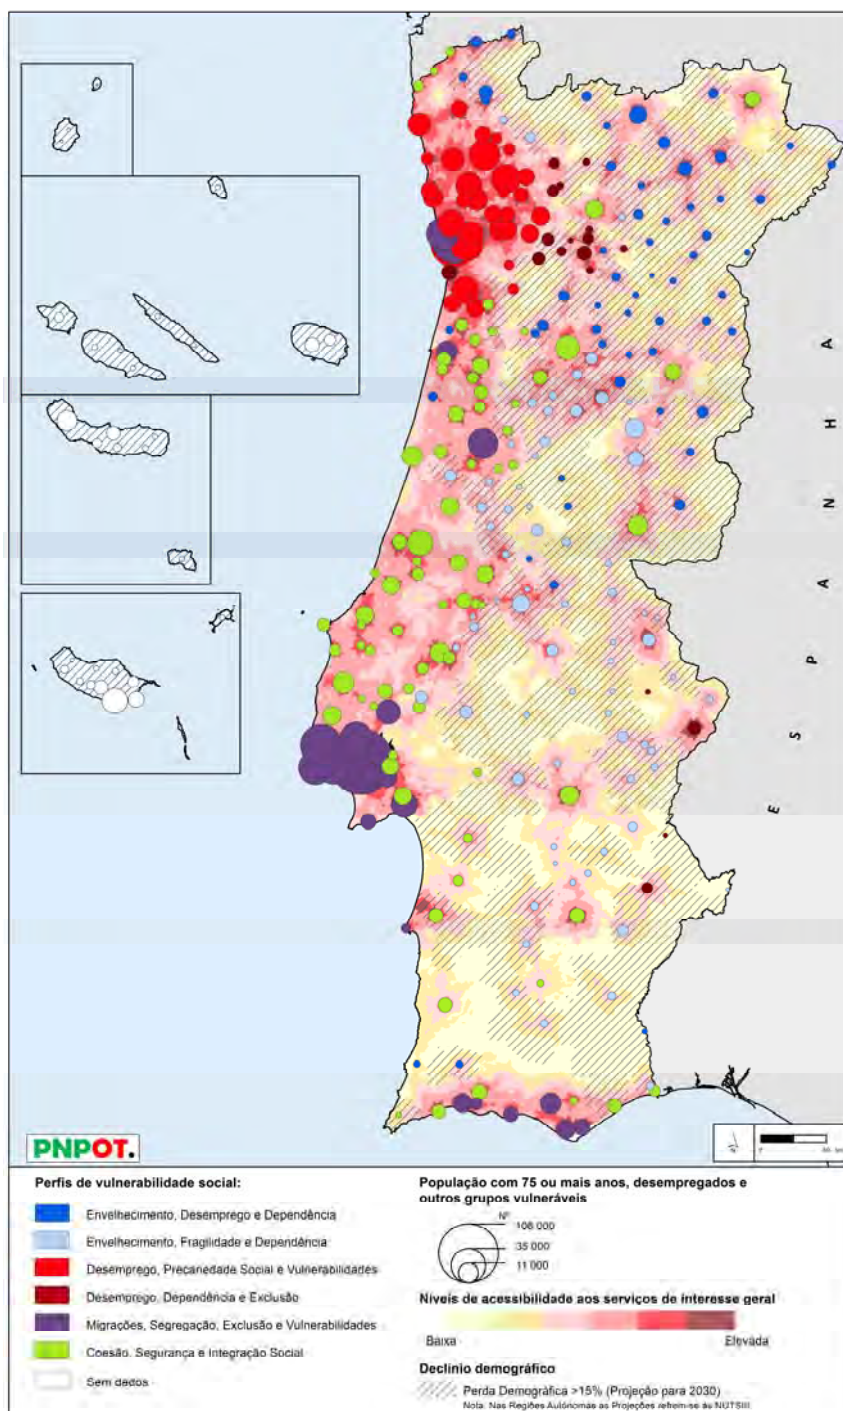 ESPANHA
PNPOT.
Perfis de vulnerabilidade social:
Envelhecimento, Desemprego e Dependência
Envelhecimento, Fragilidade e Dependência
Desemprego, Precariedade Social e Vulnerabilidades
Desemprego, Dependência e Exclusão
Migrações, Segregação, Exclusão e Vulnerabilidades
Coesão, Segurança e Integração Social
Sem dados
População com 75 ou mais anos, desempregados e
outros grupos vulneráveis
Nº
35 000
11 000
Níveis de acessibilidade aos serviços de interesse geral
Baixa
Elevada
Declínio demográfico
Perda Demográfica >15% (Projeção para 2030)
Nota: Nas Regiões Autónomas as Projeções referem-se às NUTSIII